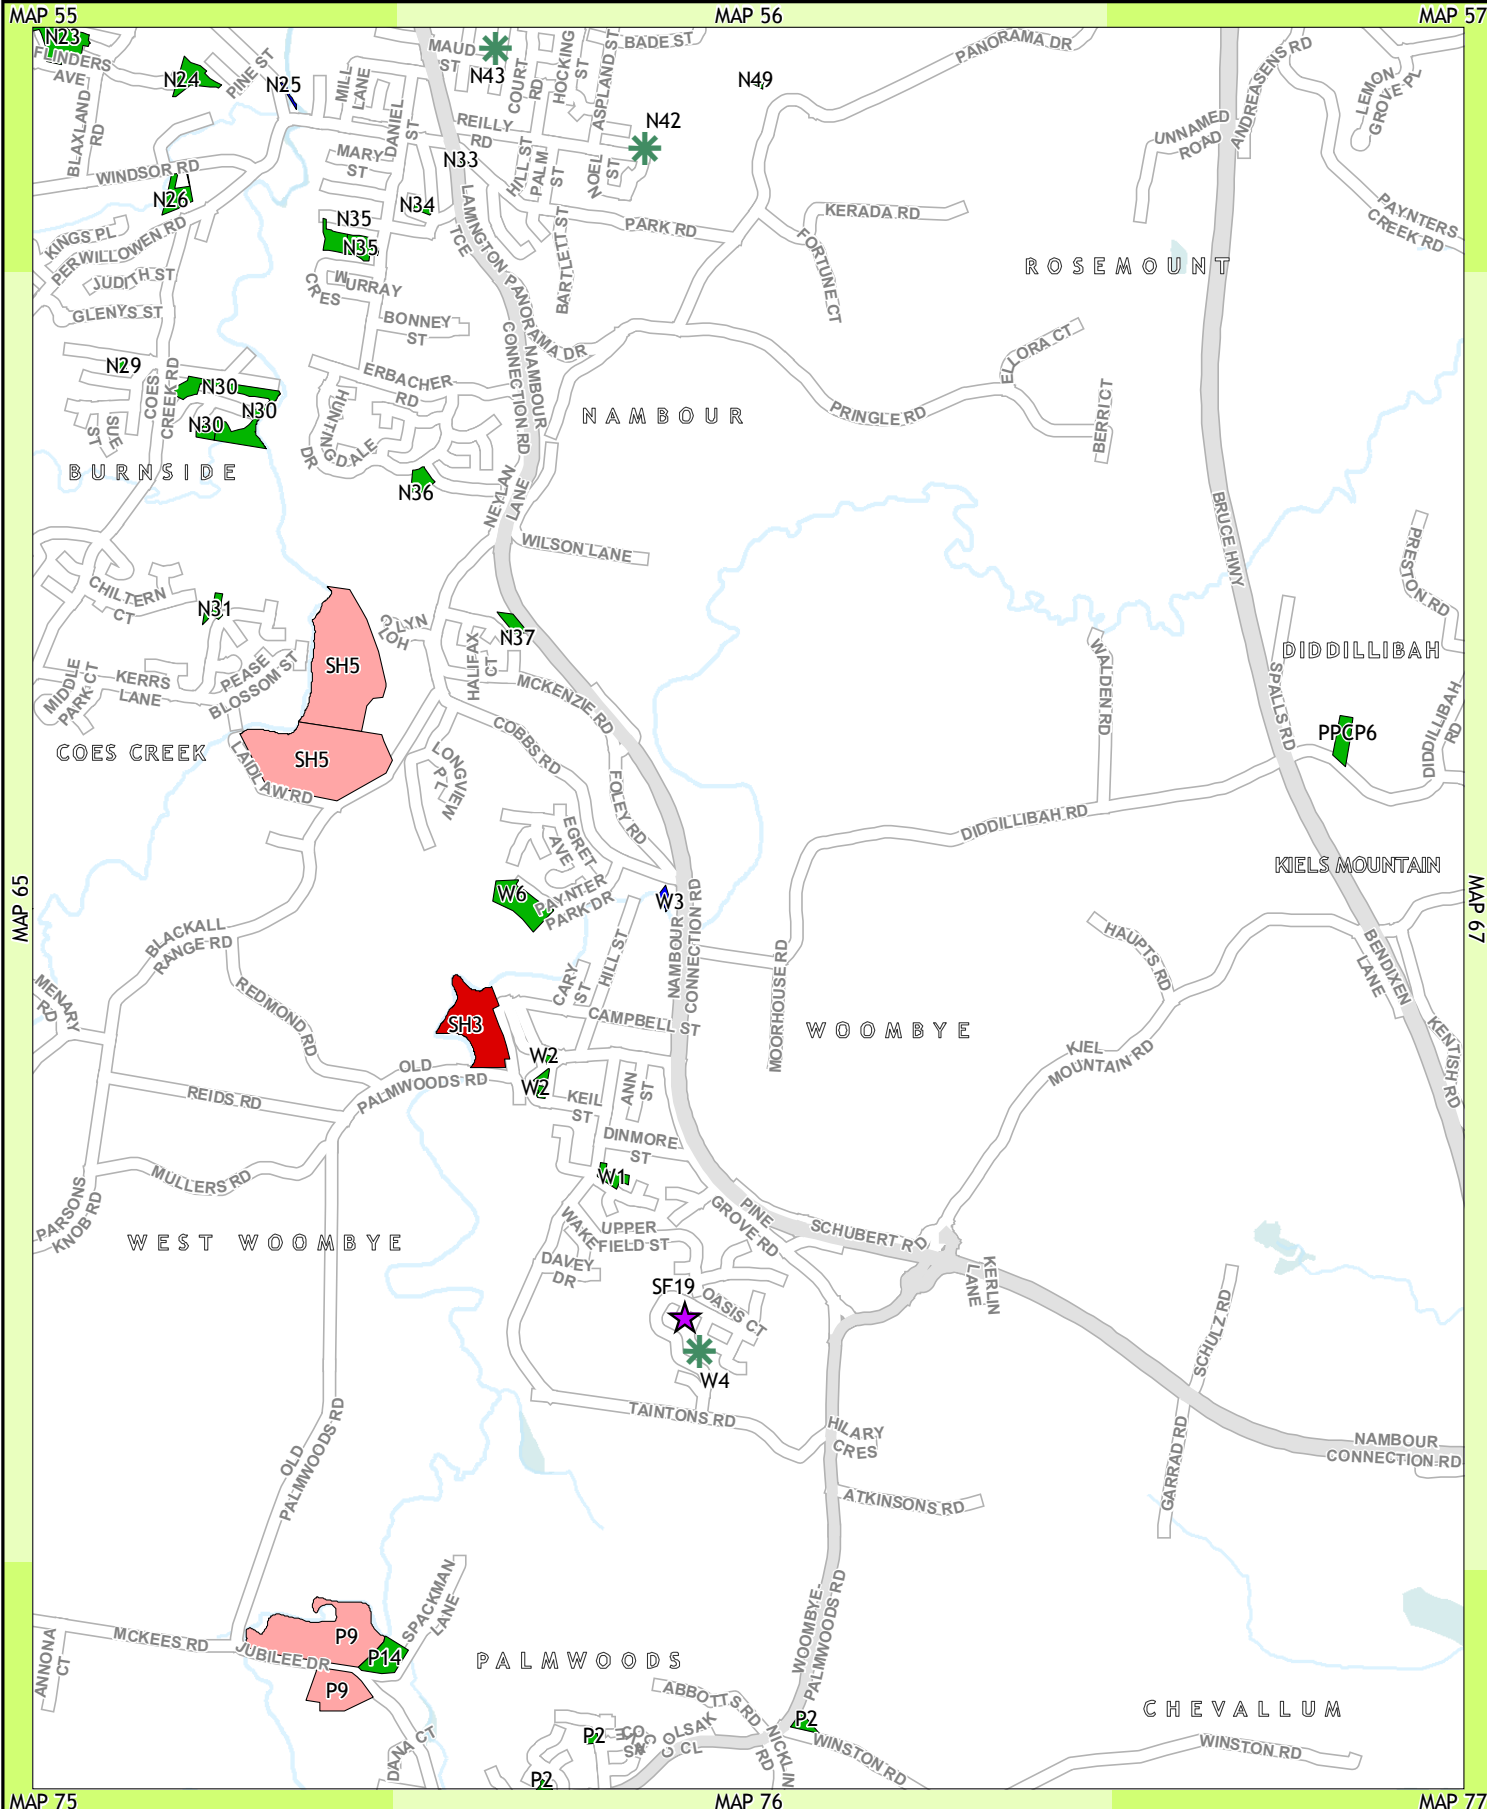 MAP 55
MAP 56
MAP 57
N23
FLINDERS
AVE
N24
PINE ST
N25
MILL
LANE
MAUD
ST
N43
COURT
RD
HOCKING
ST
ASPLAND ST
BADE ST
N49
PANORAMA DR
ANDREASENS RD
LEMON
GROVE PL
BLAXLAND
RD
DANIEL
ST
REILLY
RD
N42
UNNAMED
ROAD
WINDSOR RD
MARY
ST
N33
HILL ST
PALM
ST
NOEL
ST
N26
N34
LAMINGTON
TCE
N35
N35
KINGS PL
PERWILLOWEN RD
JUDITH ST
GLENYS ST
PARK RD
KERADA RD
FORTUNE CT
BARTLETT ST
PAYNTERS
CREEK RD
ROSEMOUNT
MURRAY
CRES
BONNEY
ST
PANORAMA DR
NAMBOUR
CONNECTION RD
ELLORA CT
N29
COES
CREEK RD
N30
N30
N30
SUE
ST
ERBACHER
RD
HUNTINGDALE
DR
NAMBOUR
PRINGLE RD
BERRI CT
BURNSIDE
N36
NEYLAN
LANE
WILSON LANE
BRUCE HWY
PRESTON RD
CHILTERN
CT
N31
SH5
LYN
HOLC
N37
HALIFAX
CT
MCKENZIE RD
WALDEN RD
DIDDILLIBAH
SPALLS RD
PPCP6
DIDDILLIBAH
RD
MIDDLE
PARK CT
KERRS
LANE
PEASE
BLOSSOM ST
COES CREEK
SH5
LAIDLAW RD
COBBS RD
LONGVIEW
PL
FOLEY RD
DIDDILLIBAH RD
EGRET
AVE
KIELS MOUNTAIN
MAP 65
MAP 67
W6
PAYNTER
PARK DR
W3
NAMBOUR
CONNECTION RD
BLACKALL
RANGE RD
HILL ST
CARY
ST
MOORHOUSE RD
HAUPTS RD
BENDIXEN
LANE
MENARY
RD
REDMOND RD
SH3
CAMPBELL ST
WOOMBYE
KENTISH RD
KIEL
MOUNTAIN RD
W2
W2
OLD
PALMWOODS RD
REIDS RD
KEIL
ST
ANN
ST
DINMORE
ST
MULLERS RD
W1
PARSONS
KNOB RD
WEST WOOMBYE
WAKE
UPPER
FIELD ST
PINE
GROVE RD
SCHUBERT RD
DAVEY
DR
SF19
OASIS CT
KERLIN
LANE
SCHULZ RD
W4
TAINTONS RD
HILARY
CRES
NAMBOUR
CONNECTION RD
OLD
PALMWOODS RD
ATKINSONS RD
GARRAD RD
SPACKMAN
LANE
WOOMBYE-
PALMWOODS RD
MCKEES RD
JUBILEE DR
P9
P14
P9
ANNONA
CT
PALMWOODS
ABBOTTS RD
CHEVALLUM
P2
P2
COLSAK
CL
NICKLIN
RD
WINSTON RD
WINSTON RD
DANA CT
P2
MAP 75
MAP 76
MAP 77